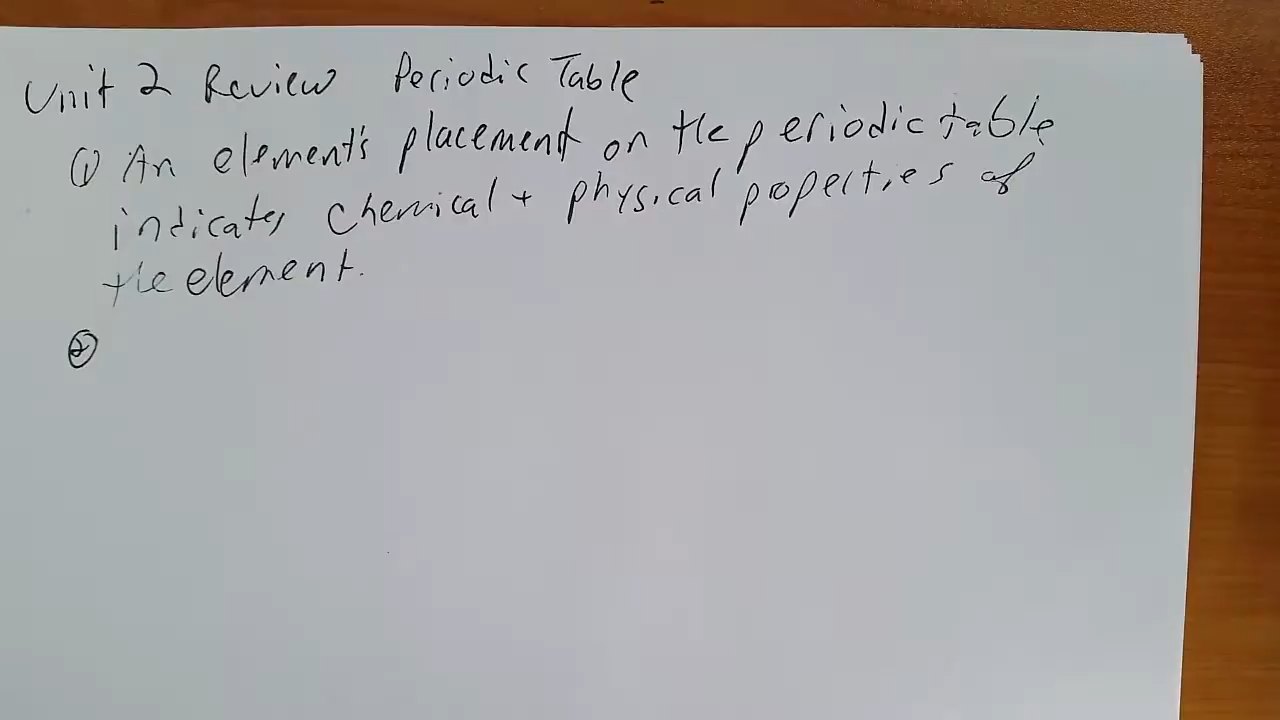 Unit 2 Review Periodic Table
① An element's placement on the periodic table
indicates chemical + physical properties of
the element.
②